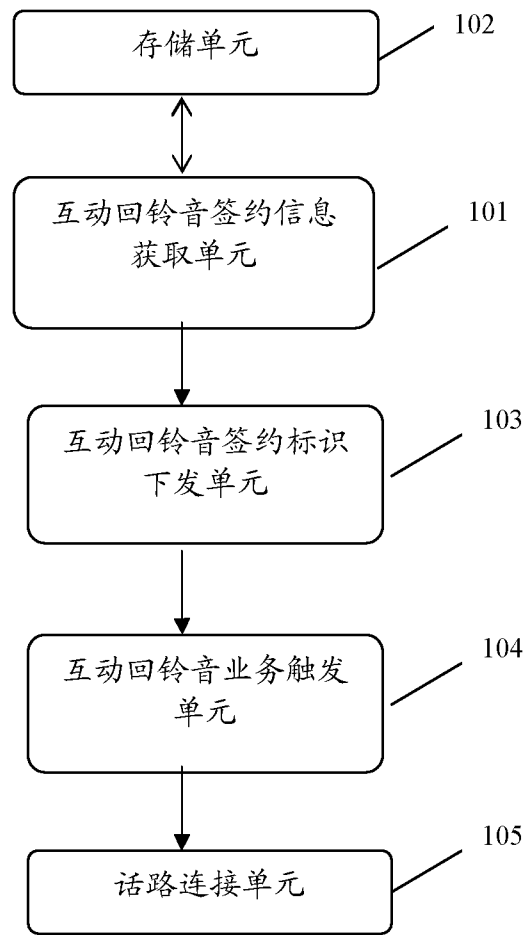 存储单元
102
互动回铃音签约信息
获取单元
101
互动回铃音签约标识
下发单元
103
互动回铃音业务触发
单元
104
话路连接单元
105